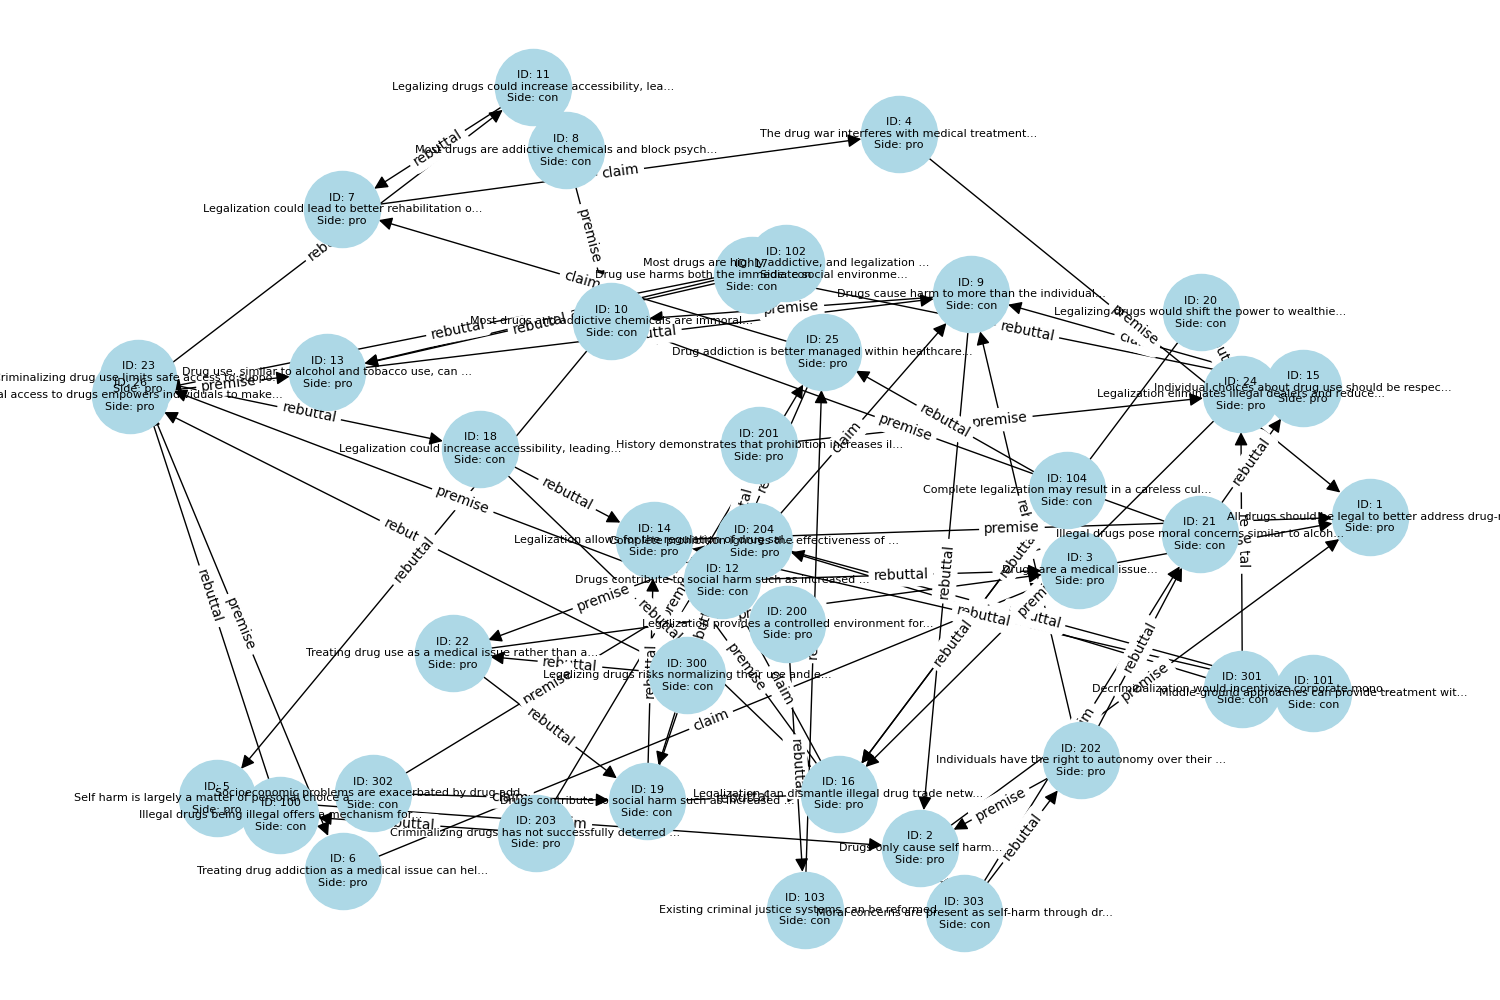 ID: 11
Legalizing drugs could increase accessibility, lea...
Side: con
ID: 8
Most drugs are addictive chemicals and block psych...
Side: con
ID: 4
The drug war interferes with medical treatment...
Side: pro
rebuttal
claim
ID: 7
Legalization could lead to better rehabilitation o...
Side: pro
premise
ID: 102
Most drugs are highly addictive, and legalization ...
Side: con
Drug use harms both the immediate social environme...
Side: con
claim
ID: 9
Drugs cause harm to more than the individual...
Side: con
ID: 20
Legalizing drugs would shift the power to wealthie...
Side: con
ID: 10
Most drugs are addictive chemicals are immoral...
Side: con
premise
rebuttal
rebuttal
rebuttal
premise
ID: 25
Drug addiction is better managed within healthcare...
Side: pro
ID: 23
Side: pro
ID: 13
Drug use, similar to alcohol and tobacco use, can ...
Side: pro
premise
access to drugs empowers individuals to make...
Side: pro
ID: 24
Legalization eliminates illegal dealers and reduce...
Side: pro
ID: 15
Individual choices about drug use should be respec...
Side: pro
rebuttal
rebuttal
premise
premise
claim
ID: 18
Legalization could increase accessibility, leading...
Side: con
ID: 201
History demonstrates that prohibition increases il...
Side: pro
rebuttal
rebuttal
premise
ID: 104
Complete legalization may result in a careless cul...
Side: con
ID: 1
All drugs should be legal to better address drug-r
Side: pro
ID: 14
Legalization allows for the regulation of drug
Side: pro
ID: 204
Complete prohibition ignores the effectiveness of ...
Side: pro
premise
ID: 21
Illegal drugs pose moral concerns similar to alcoh...
Side: con
rebuttal
ID: 12
Drugs contribute to social harm such as increased ...
Side: con
rebuttal
ID: 3
Drugs are a medical issue...
Side: pro
rebuttal
rebuttal
premise
premise
rebuttal
rebuttal
ID: 200
Legalization provides a controlled environment for...
Side: pro
rebuttal
ID: 22
Treating drug use as a medical issue rather than a...
Side: pro
rebuttal
ID: 300
Legalizing drugs risks normalizing their use and e...
Side: con
premise
rebuttal
rebuttal
rebuttal
premise
claim
premise
ID: 301
Decriminalization would incentivize corporate mono
Side: con
ID: 101
Middle-ground approaches can provide treatment wit...
Side: con
claim
rebuttal
rebuttal
ID: 202
Individuals have the right to autonomy over their ...
Side: pro
ID: 5
Self harm is largely a matter of personal choice a
Side: pro
ID: 302
Socioeconomic problems are exacerbated by drug add...
Side: con
ID: 100
Illegal drugs being illegal offers a mechanism for...
Side: con
claim
ID: 19
Drugs contribute to social harm such as increased ...
Side: con
rebuttal
ID: 16
Legalization can dismantle illegal drug trade netw...
Side: pro
premise
ID: 203
Criminalizing drugs has not successfully deterred ...
Side: pro
rebuttal
ID: 2
Drugs only cause self harm...
Side: pro
rebuttal
ID: 6
Treating drug addiction as a medical issue can hel...
Side: pro
ID: 103
Existing criminal justice systems can be reformed
Side: con
ID: 303
Moral concerns are present as self-harm through dr...
Side: con